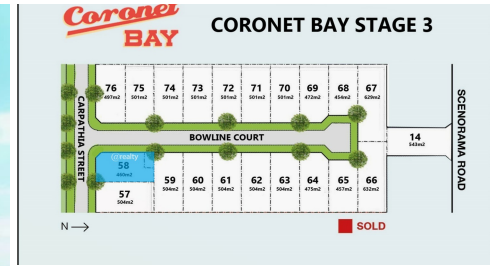 Coronet
BAY
CORONET BAY STAGE 3
76
497m2
75
501m2
74
501m2
73
501m2
72
501m2
71
501m2
70
501m2
69
472m2
68
454m2
67
629m2
CARPATHIA STREET
BOWLINE COURT
14
543m2
SCENORAMA ROAD
realty
58
57
504m2
59
504m2
60
504m2
61
504m2
62
504m2
63
504m2
64
475m2
65
457m2
66
632m2
N
SOLD